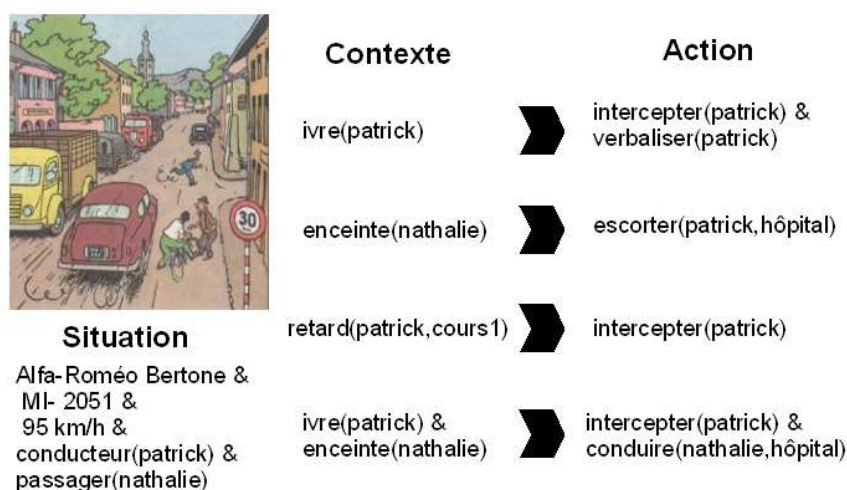 Contexte
Action
ivre(patrick)
intercepter(patrick) &
verbaliser(patrick)
enceinte(nathalie)
escorter(patrick,hôpital)
30
Situation
retard(patrick,cours1)
intercepter(patrick)
Alfa-Roméo Bertone &
MI- 2051 &
95 km/h &
conducteur(patrick) &
passager(nathalie)
ivre(patrick) &
enceinte(nathalie)
intercepter(patrick) &
conduire(nathalie,hôpital)